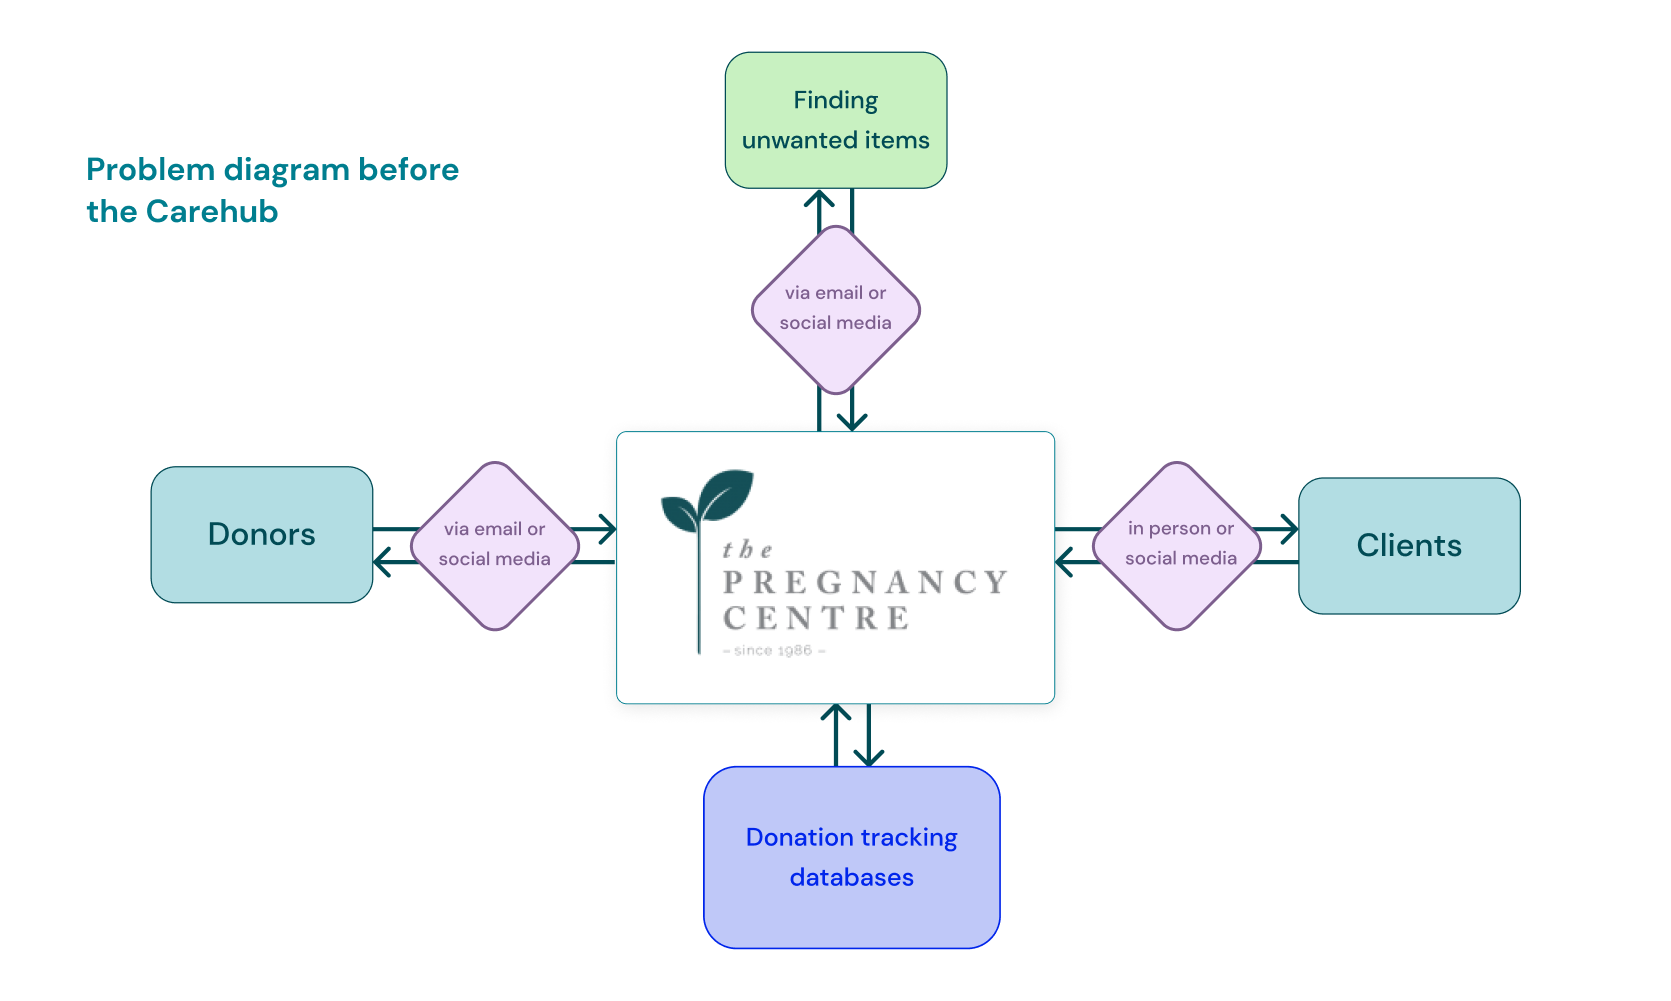 Finding
unwanted items
Problem diagram before
the Carehub
via email or
social media
Donors
via email or
social media
the
PREGNANCY
CENTRE
– since 1986 –
in person or
social media
Clients
Donation tracking
databases